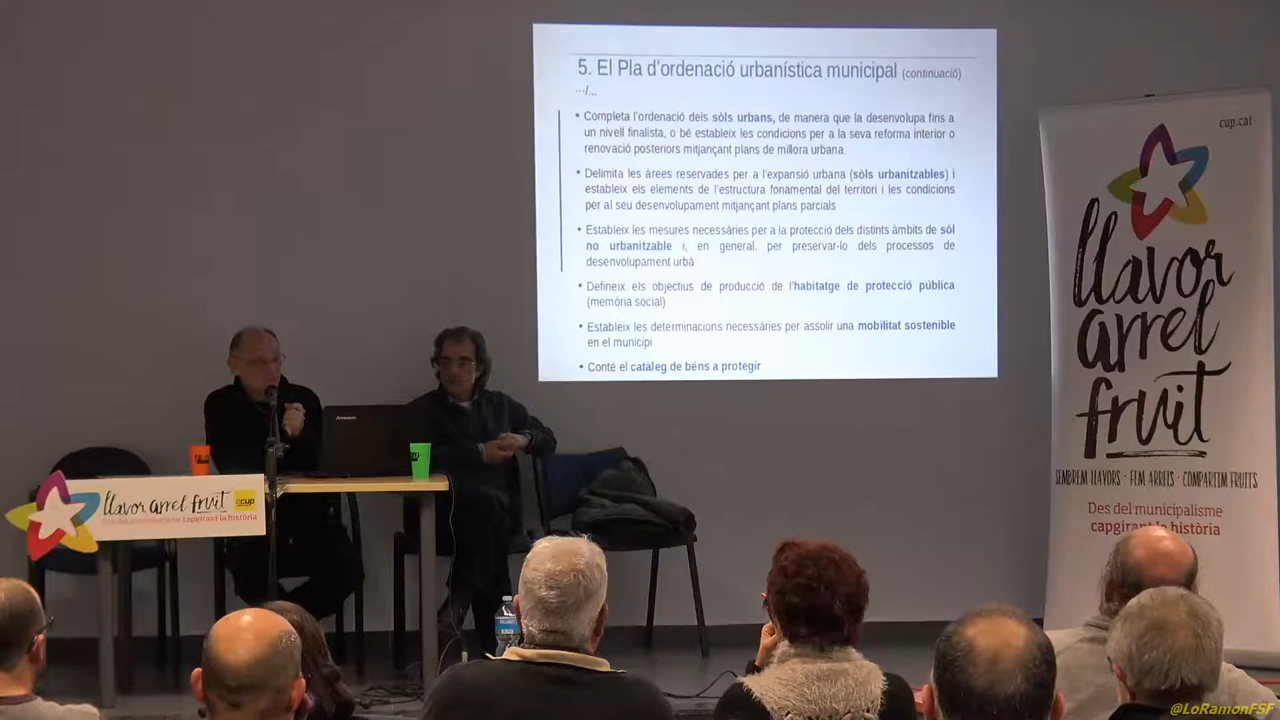 5. El Pla d'ordenació urbanística municipal (continuació)
.../...
• Completa l'ordenació dels sòls urbans, de manera que la desenvolupa fins a
un nivell finalista, o bé estableix les condicions per a la seva reforma interior o
renovació posteriors mitjançant plans de millora urbana.
• Delimita les àrees reservades per a l'expansió urbana (sòls urbanitzables) i
estableix els elements de l'estructura fonamental del territori i les condicions
per al seu desenvolupament mitjançant plans parcials
• Estableix les mesures necessàries per a la protecció dels distints àmbits de sòl
no urbanitzable i, en general, per preservar-lo dels processos de
desenvolupament urbà
• Defineix els objectius de producció de l'habitatge de protecció pública
(memòria social)
• Estableix les determinacions necessàries per assolir una mobilitat sostenible
en el municipi
• Conté el catàleg de béns a protegir
cup.cat
llavor
arrel
fruit
SEMBREM LLAVORS · FEM ARRELS · COMPARTIM FRUITS
Des del municipalisme
capgirant la història
lenovo
llavor arrel fruit
cup
Des del municipalisme capgirant la història
@LoRamonFSF